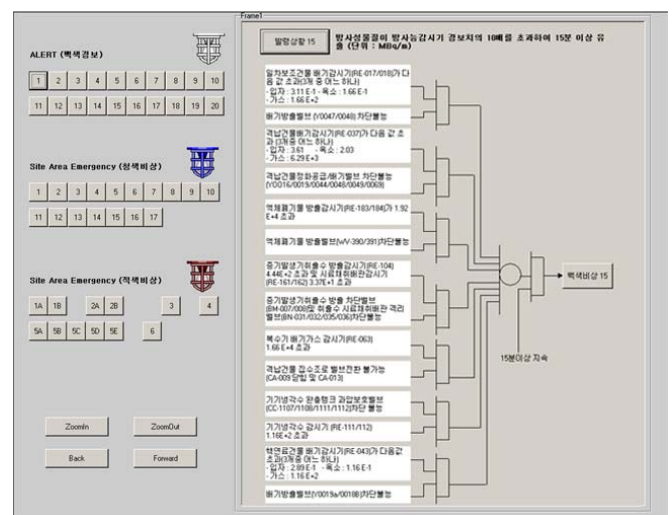 Frame1
발령상황 15
방사성물질이 방사능감시기 경보치의 10배를 초과하여 15분 이상 유
출 (단위 : MBq/m)
ALERT (백색경보)
1 2 3 4 5 6 7 8 9 10
11 12 13 14 15 16 17 18 19 20
Site Area Emergency (청색비상)
1 2 3 4 5 6 7 8 9 10
11 12 13 14 15 16 17
Site Area Emergency (적색비상)
1A 1B 2A 2B 3 4
5A 5B 5C 5D 5E 6
ZoomIn ZoomOut
Back Forward
일차보조건물 배기감시기(RE-017/018)가 다
음 값 초과(3개 중 어느 하나)
- 입자 : 3.11 E-1 - 옥소 : 1.66 E-1
- 가스 : 1.66 E+2
배기방출밸브 (Y0047/0048) 차단불능
격납건물배기감시기(RE-037)가 다음 값 초
과 (3개중 어느 하나)
- 입자 : 3.61 - 옥소 : 2.03
- 가스 : 6.29 E+3
격납건물정화공급/배기밸브 차단불능
(Y0016/0019/0044/0048/0049/0069)
액체폐기물 방출감시기(RE-183/184)가 1.92
E+4 초과
액체폐기물 방출밸브(WV-390/391)차단불능
증기발생기취출수 방출감시기(RE-104)
4.44E+2 초과 및 시료채취배관감시기
(RE-161/162) 3.37E+1 초과
증기발생기취출수 방출 차단밸브
(BM-007/008)및 취출수 시료채취배관 격리
밸브(BN-031/032/035/036)차단불능
복수기 배기가스 감시기(RE-063)
1.66 E+4 초과
격납건물 집수조로 밸브전환 불가능
(CA-009 닫힘 및 CA-013)
기기냉각수 완충탱크 과압보호밸브
(CC-1107/1108/1111/1112)차단 불능
기기냉각수 감시기 (RE-111/112)
1.16E+2 초과
핵연료건물 배기감시기(RE-043)가 다음값
초과(3개중 어느 하나)
- 입자 : 2.89 E-1 - 옥소 : 1.16 E-1
- 가스 : 1.16 E+2
배기방출밸브(Y0019a/0018B)차단불능
15분이상 지속
백색비상 15